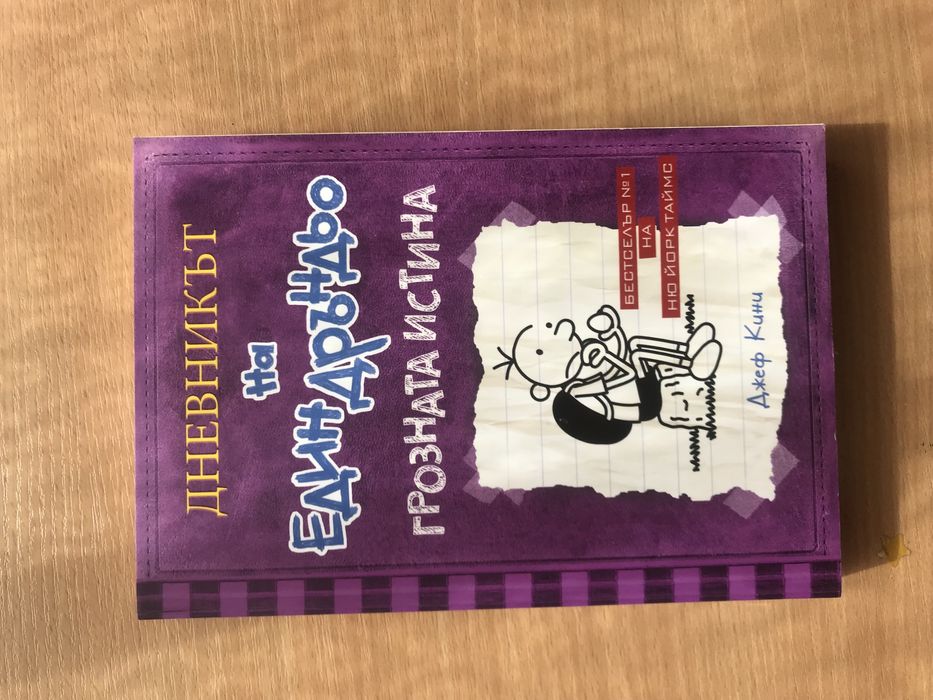 ДНЕВНИКЪТ
на
Един Дръндьо
ГРОЗНАТА ИСТИНА
БЕСТСЕЛЪР №1
НА
НЮ ЙОРК ТАЙМС
Джеф Кини